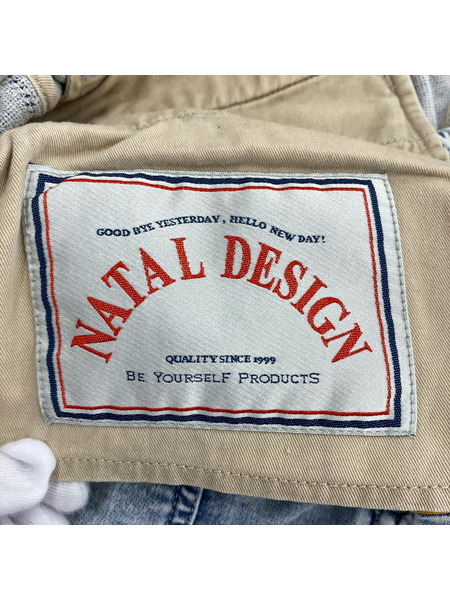 GOOD BYE YESTERDAY, HELLO NEW DAY!
NATAL DESIGN
QUALITY SINCE 1999
BE YOURSELF PRODUCTS